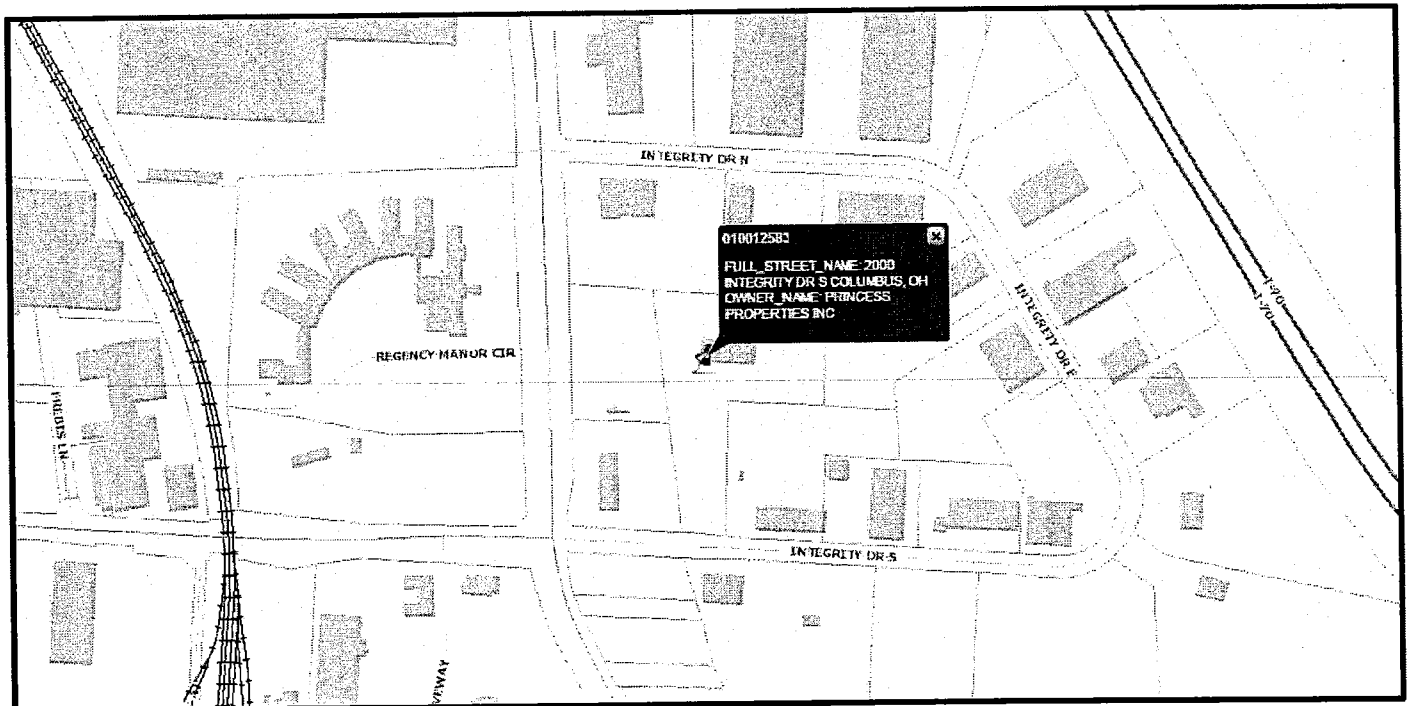 INTEGRITY DR N
010012583
FULL_STREET_NAME: 2000
INTEGRITY DR S COLUMBUS, OH
OWNER_NAME: PRINCESS
PROPERTIES INC
I-70
I-70
INTEGRITY DR E
REGENCY MANOR CIR
INTEGRITY DR S